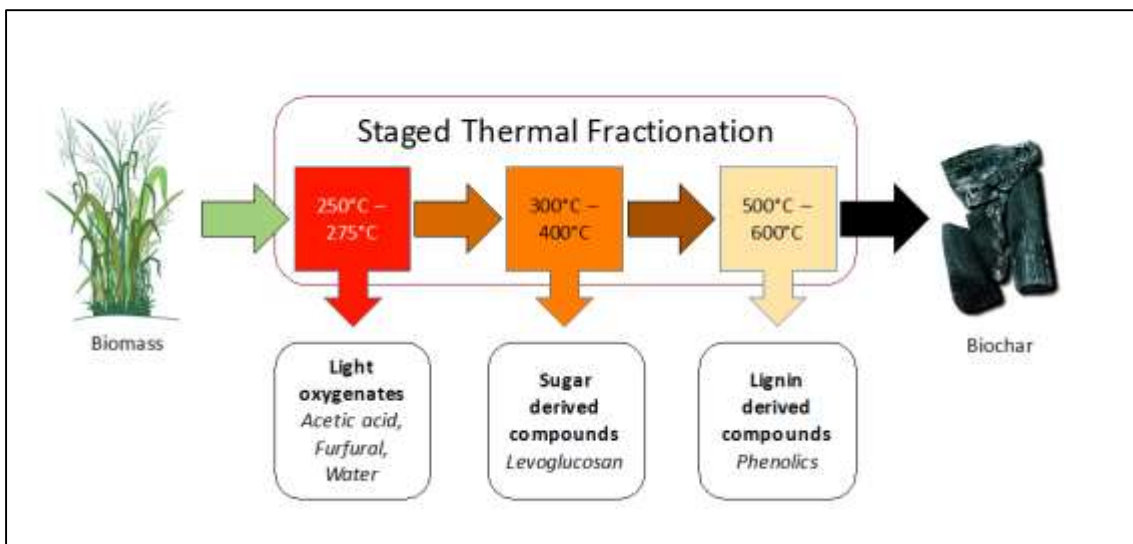 Staged Thermal Fractionation
250°C –
275°C
300°C –
400°C
500°C –
600°C
Biomass
Biochar
Light
oxygenates
Acetic acid,
Furfural,
Water
Sugar
derived
compounds
Levoglucosan
Lignin
derived
compounds
Phenolics